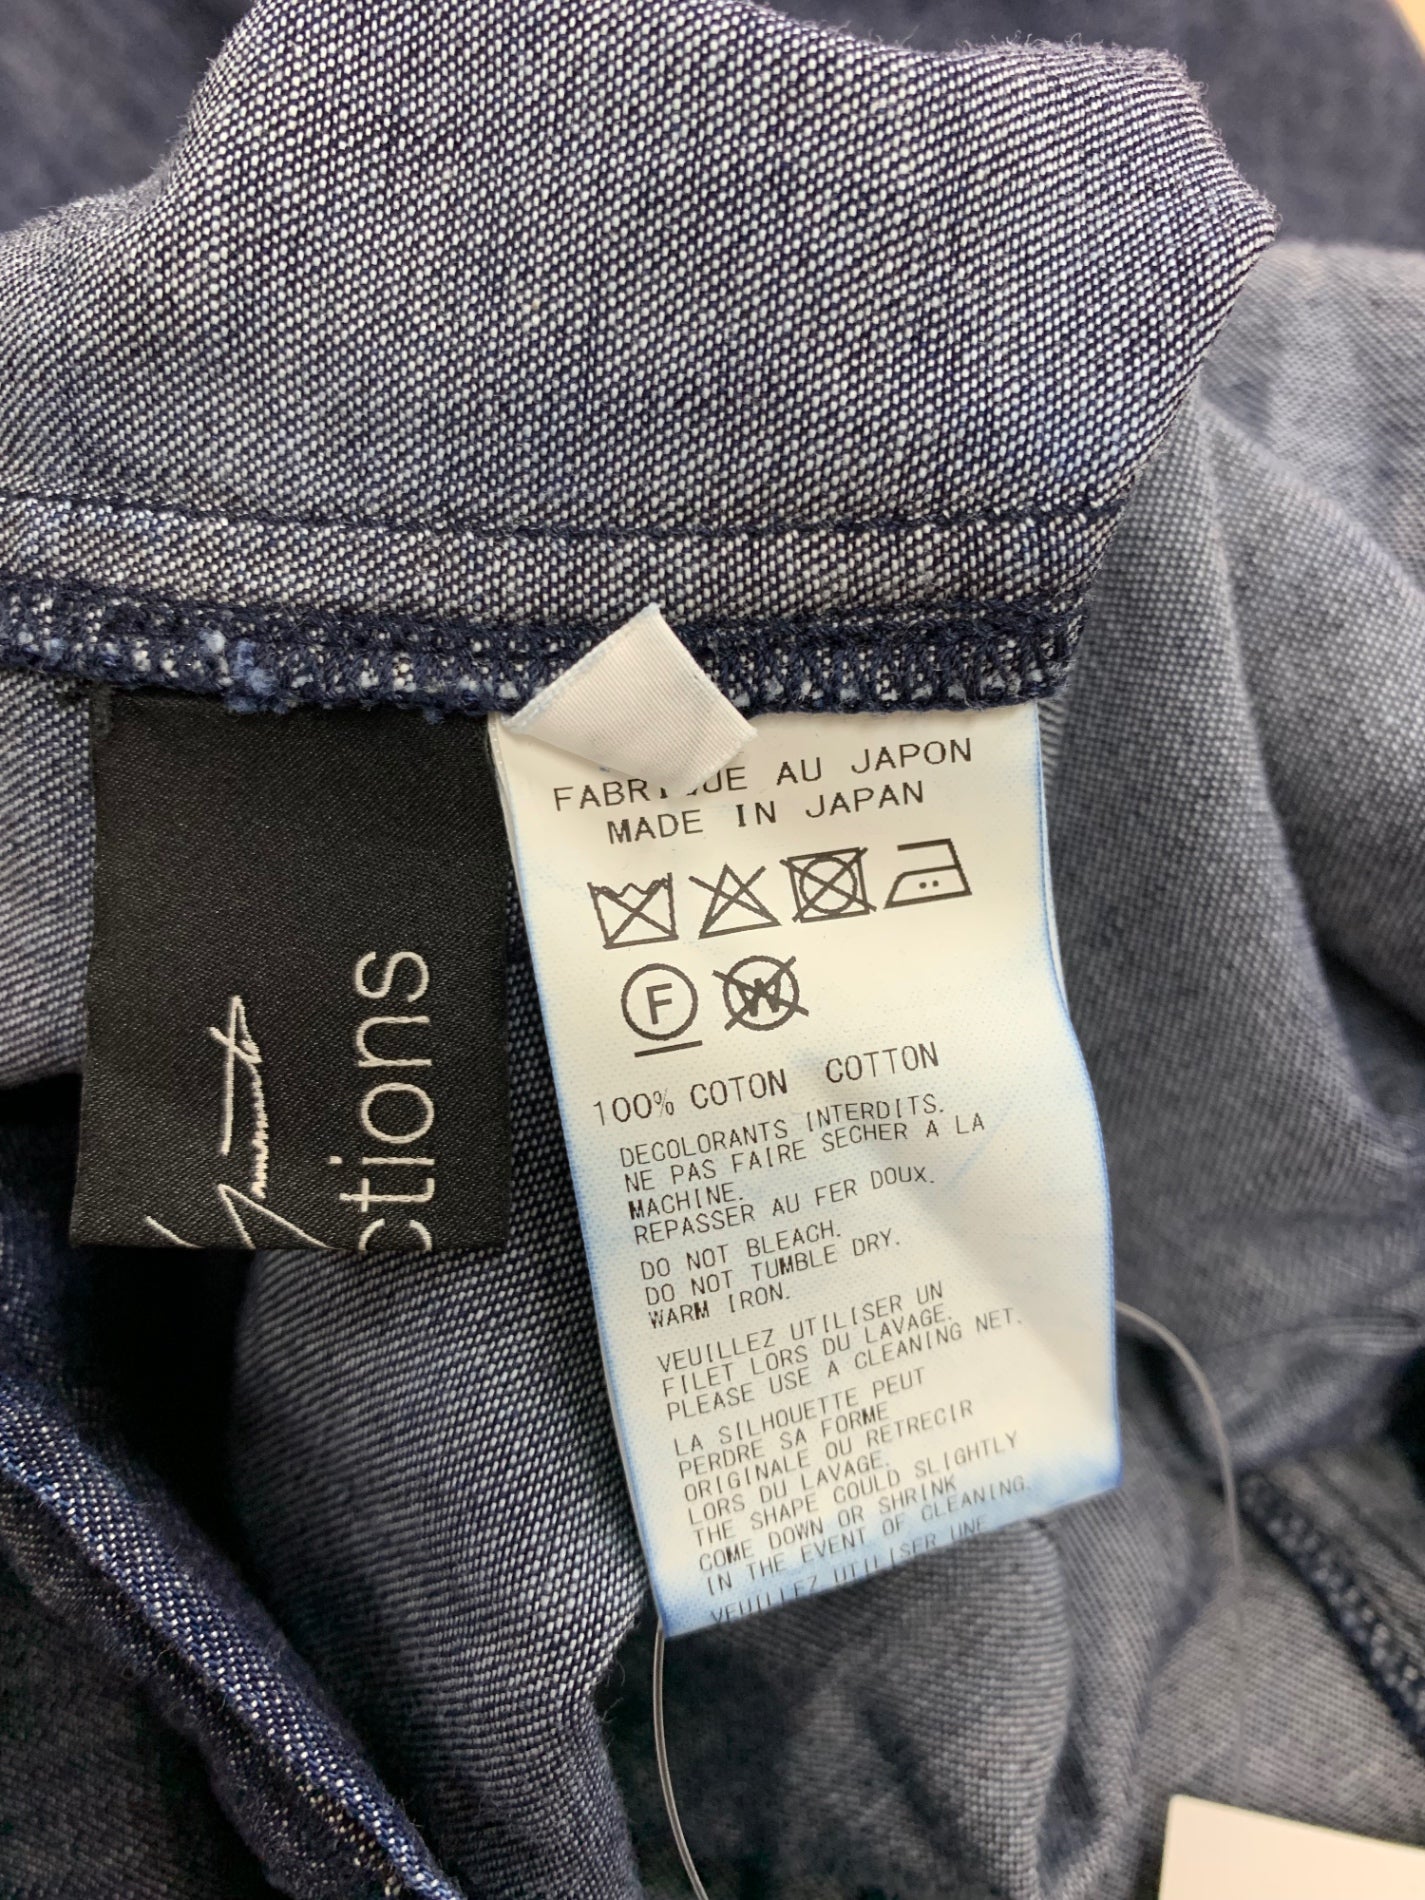 FABRIQUE AU JAPON
MADE IN JAPAN
F
W
100% COTON COTTON
DECOLORANTS INTERDITS.
NE PAS FAIRE SECHER A LA
MACHINE.
REPASSER AU FER DOUX.
DO NOT BLEACH.
DO NOT TUMBLE DRY.
WARM IRON.
VEUILLEZ UTILISER UN
FILET LORS DU LAVAGE.
PLEASE USE A CLEANING NET.
LA SILHOUETTE PEUT
PERDRE SA FORME
ORIGINALE OU RETRECIR
LORS DU LAVAGE.
THE SHAPE COULD SLIGHTLY
COME DOWN OR SHRINK
IN THE EVENT OF CLEANING.
VEUILLEZ UTILISER UNE
ctions